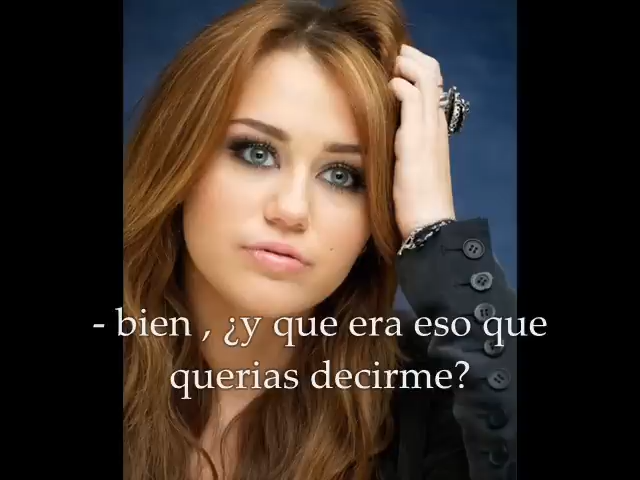 - bien , ¿y que era eso que
querias decirme?